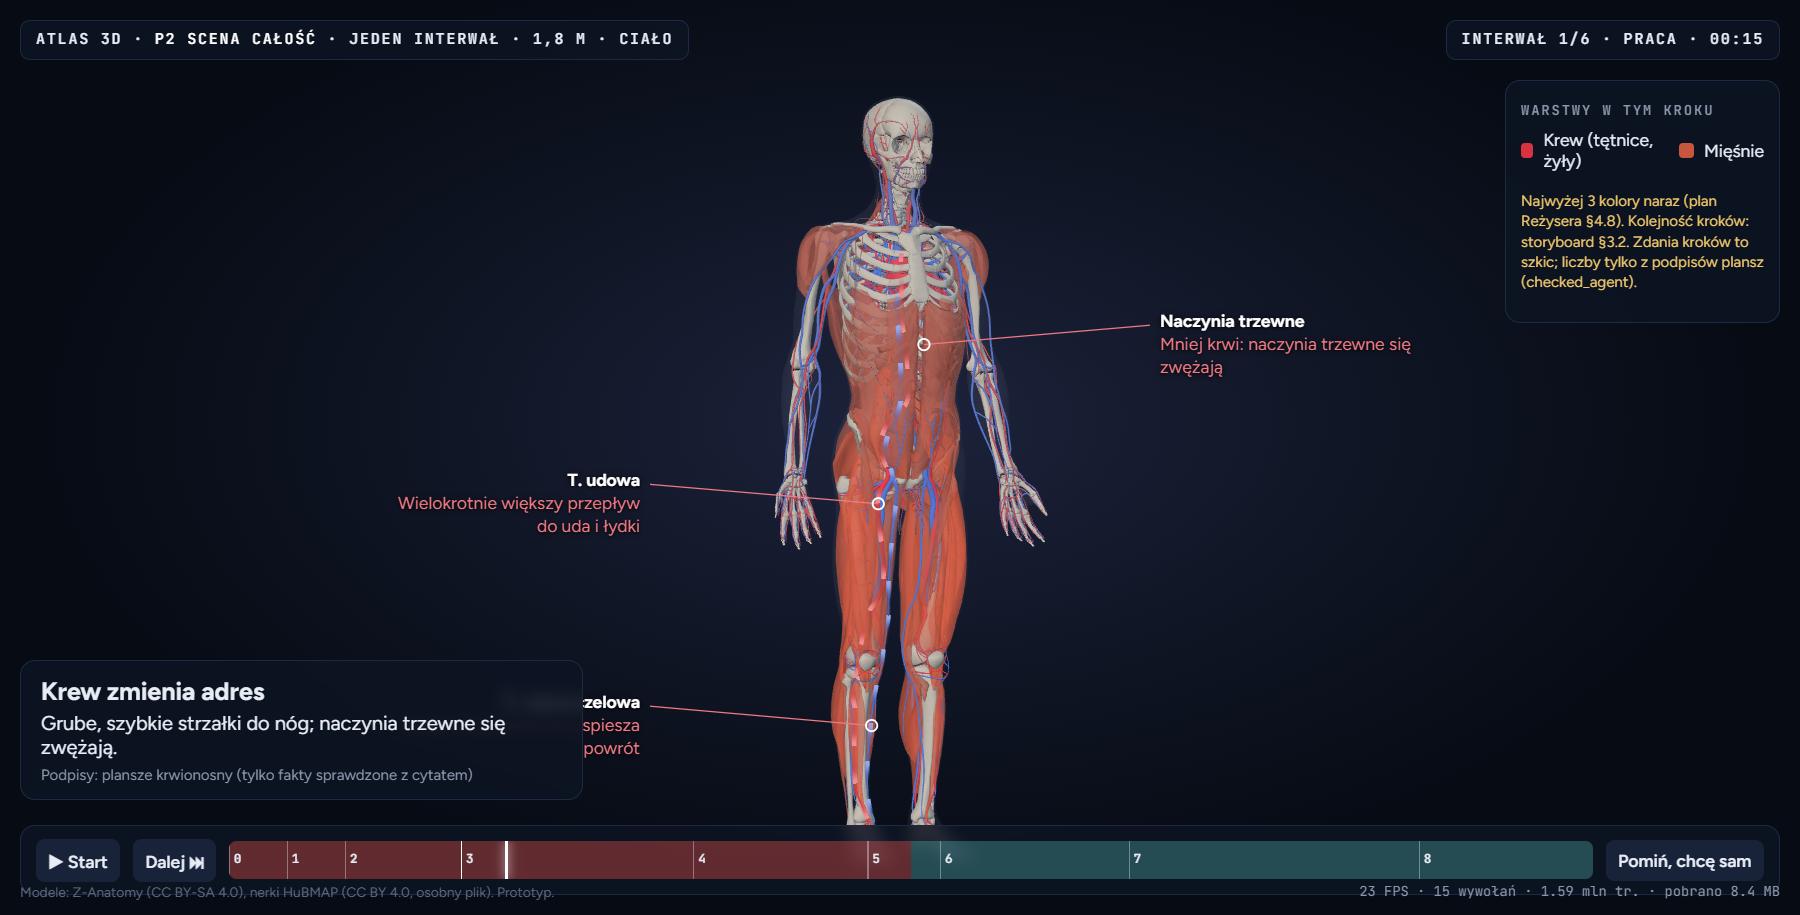 ATLAS 3D · P2 SCENA CAŁOŚĆ · JEDEN INTERWAŁ · 1,8 M · CIAŁO
INTERWAŁ 1/6 · PRACA · 00:15
WARSTWY W TYM KROKU
Krew (tętnice,
żyły)
Mięśnie
Najwyżej 3 kolory naraz (plan
Reżysera §4.8). Kolejność kroków:
storyboard §3.2. Zdania kroków to
szkic; liczby tylko z podpisów plansz
(checked_agent).
Naczynia trzewne
Mniej krwi: naczynia trzewne się
zwężają
T. udowa
Wielokrotnie większy przepływ
do uda i łydki
czelowa
spiesza
powrót
Krew zmienia adres
Grube, szybkie strzałki do nóg; naczynia trzewne się
zwężają.
Podpisy: plansze krwionosny (tylko fakty sprawdzone z cytatem)
▶ Start
Dalej ⏭
0 1 2 3 4 5 6 7 8
Pomiń, chcę sam
Modele: Z-Anatomy (CC BY-SA 4.0), nerki HuBMAP (CC BY 4.0, osobny plik). Prototyp.
23 FPS · 15 wywołań · 1.59 mln tr. · pobrano 8.4 MB